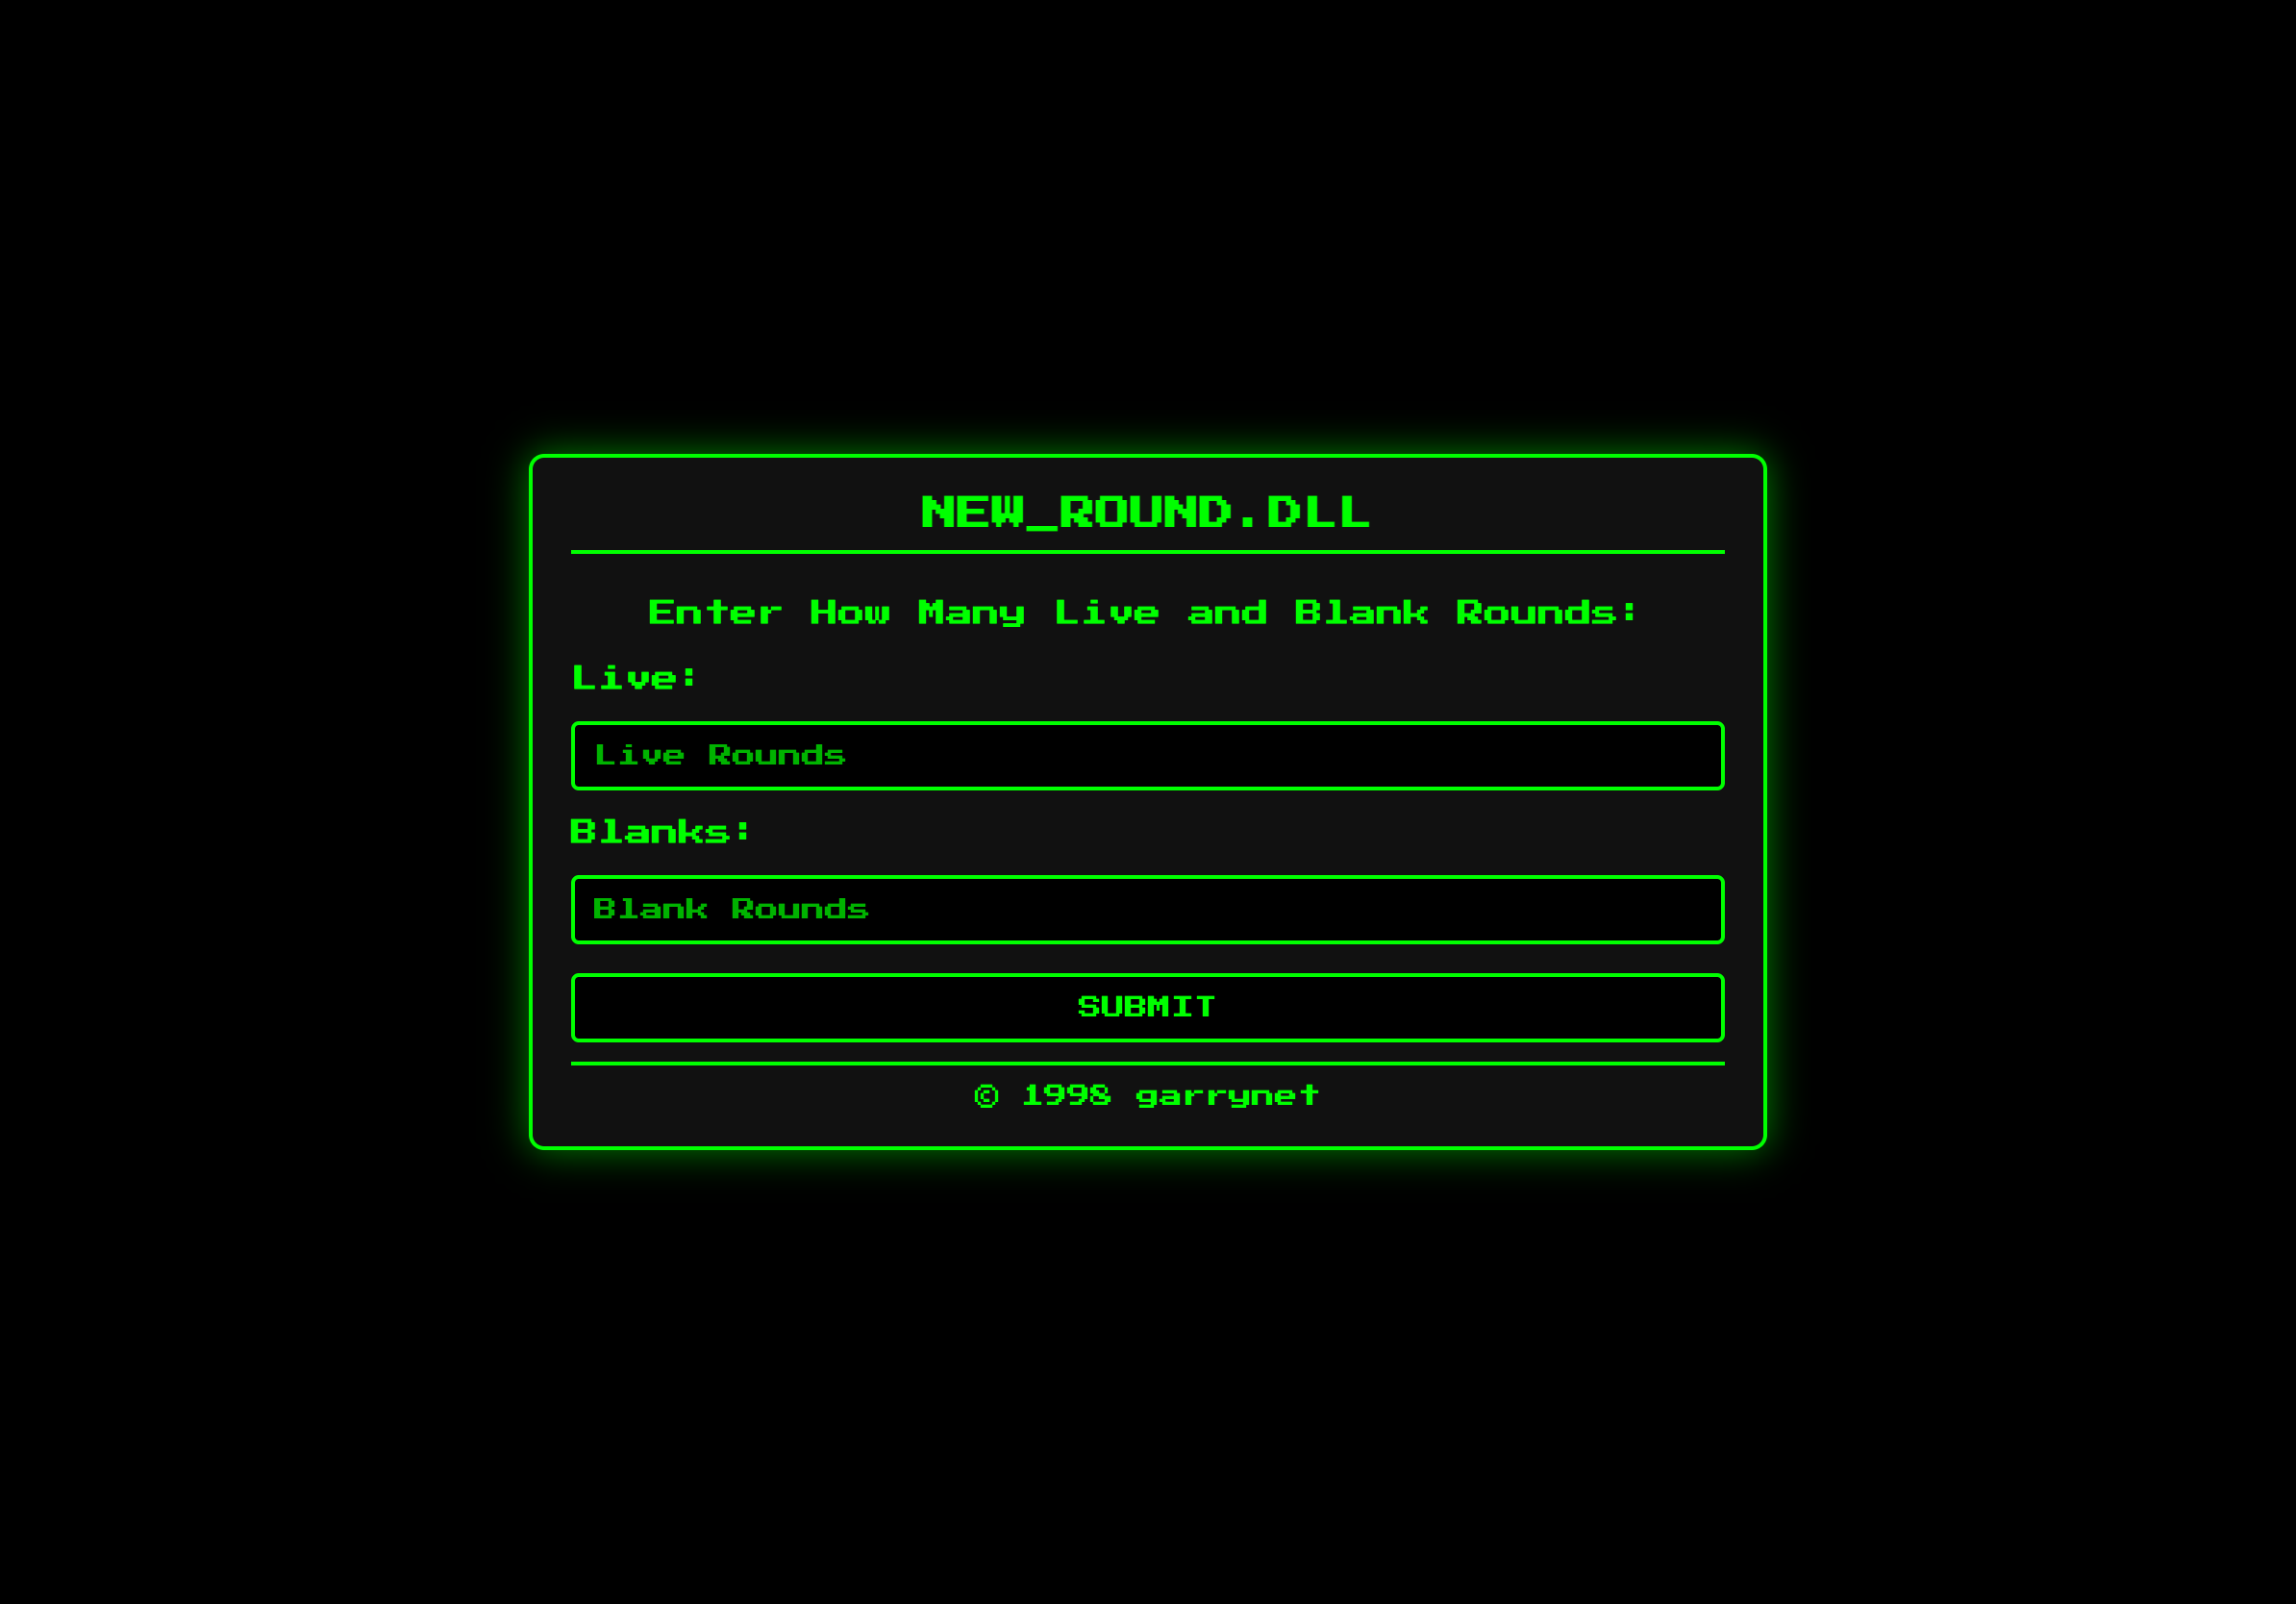 NEW_ROUND.DLL
Enter How Many Live and Blank Rounds:
Live:
Live Rounds
Blanks:
Blank Rounds
SUBMIT
© 1998 garrynet